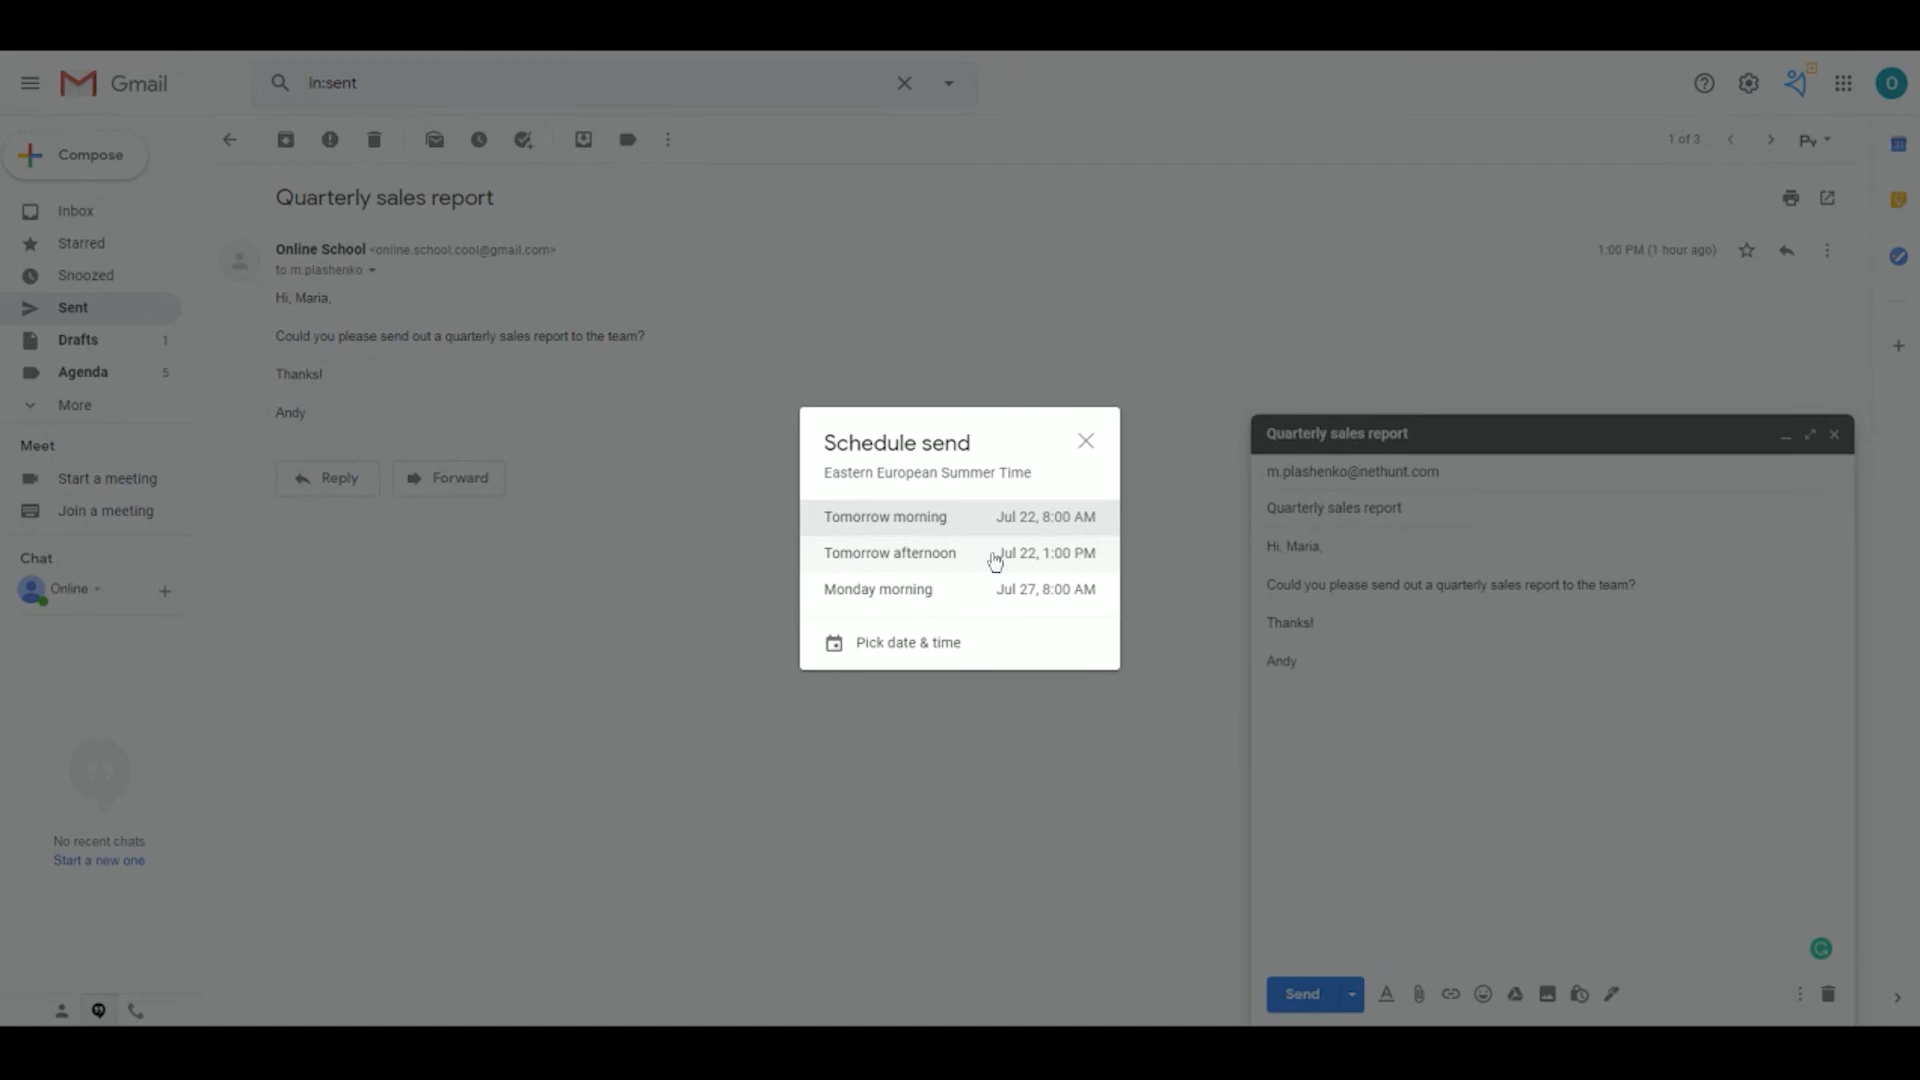 Gmail
in:sent
Compose
1 of 3
Inbox
Starred
Snoozed
Sent
Drafts 1
Agenda 5
More
Meet
Start a meeting
Join a meeting
Chat
Online
No recent chats
Start a new one
Quarterly sales report
Online School <online.school.cool@gmail.com>
1:00 PM (1 hour ago)
to m.plashenko
Hi, Maria,
Could you please send out a quarterly sales report to the team?
Thanks!
Andy
Reply
Forward
Schedule send
Eastern European Summer Time
Tomorrow morning Jul 22, 8:00 AM
Tomorrow afternoon Jul 22, 1:00 PM
Monday morning Jul 27, 8:00 AM
Pick date & time
Quarterly sales report
m.plashenko@nethunt.com
Quarterly sales report
Hi, Maria,
Could you please send out a quarterly sales report to the team?
Thanks!
Andy
Send
O